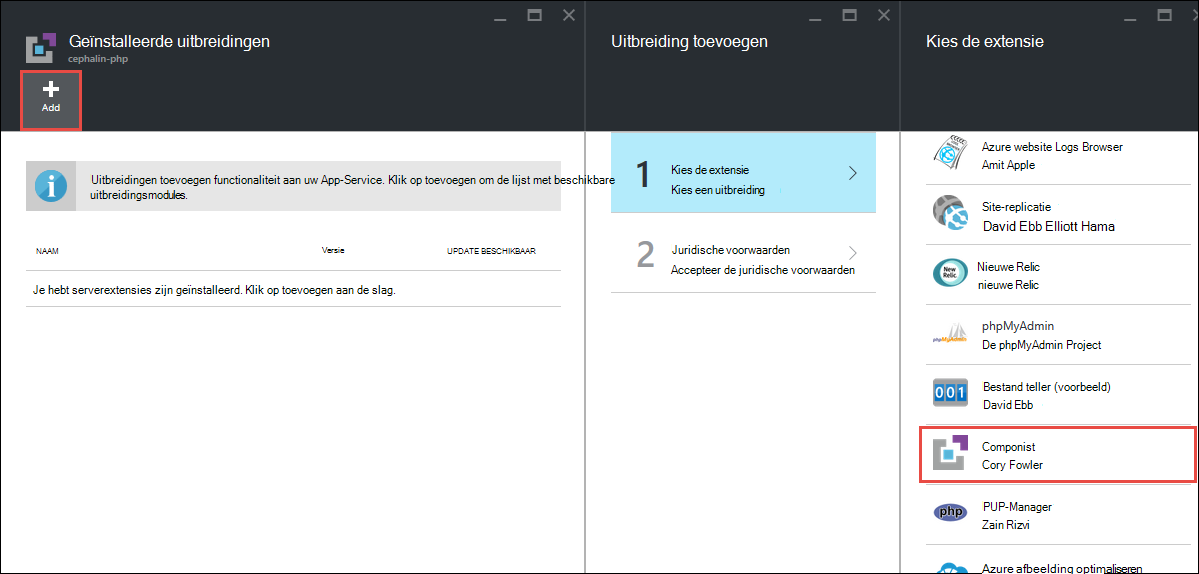 Geïnstalleerde uitbreidingen
cephalin-php
Add
Uitbreidingen toevoegen functionaliteit aan uw App-Service. Klik op toevoegen om de lijst met beschikbare
uitbreidingsmodules.
NAAM
Versie
UPDATE BESCHIKBAAR
Je hebt serverextensies zijn geïnstalleerd. Klik op toevoegen aan de slag.
Uitbreiding toevoegen
1
Kies de extensie
Kies een uitbreiding
2
Juridische voorwaarden
Accepteer de juridische voorwaarden
Kies de extensie
Azure website Logs Browser
Amit Apple
Site-replicatie
David Ebb Elliott Hama
New
Relic.
Nieuwe Relic
nieuwe Relic
phpMyAdmin
phpMyAdmin
De phpMyAdmin Project
001
Bestand teller (voorbeeld)
David Ebb
Componist
Cory Fowler
php
PUP-Manager
Zain Rizvi
Azure afbeelding optimaliseren